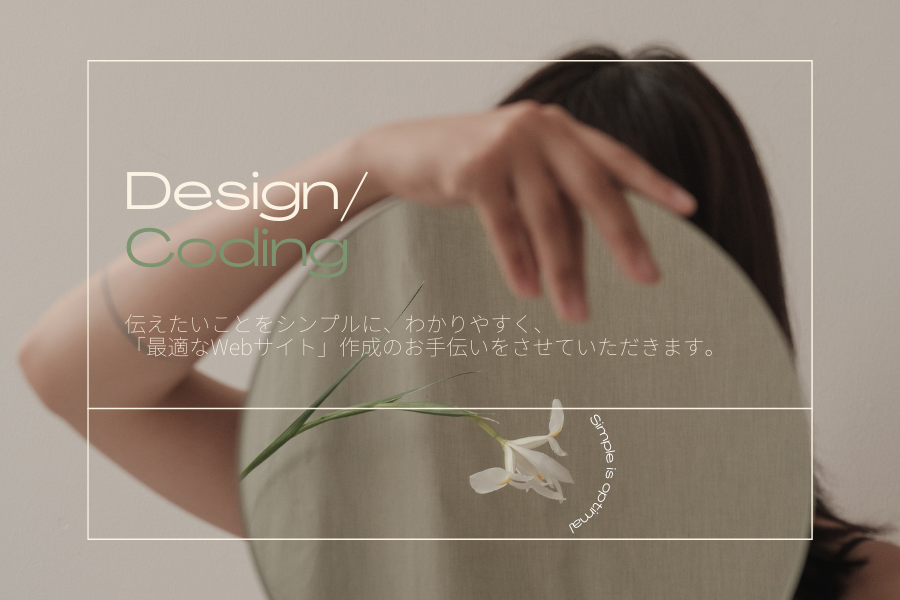 Design/
Coding
伝えたいことをシンプルに、わかりやすく、
「最適なWebサイト」作成のお手伝いをさせていただきます。
Simple is optimal